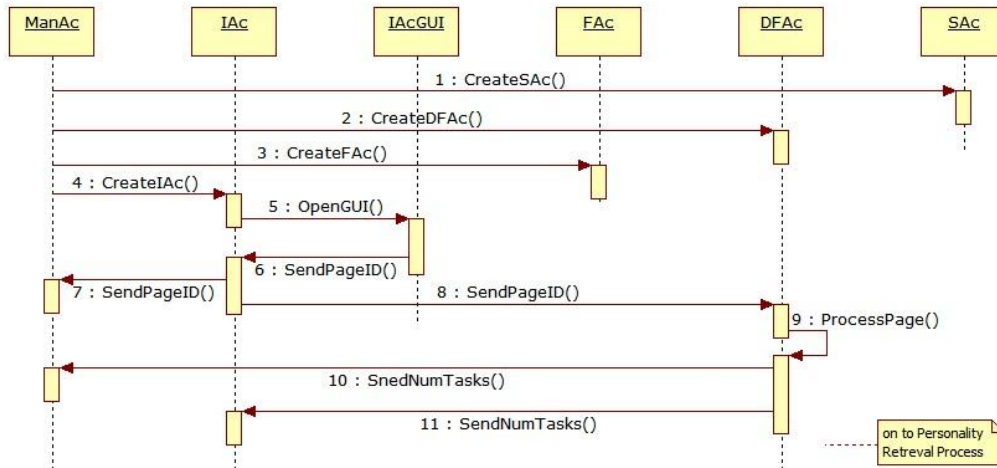 ManAc
IAc
IAcGUI
FAc
DFAc
SAc
1 : CreateSAc()
2 : CreateDFAc()
3 : CreateFAc()
4 : CreateIAc()
5 : OpenGUI()
6 : SendPageID()
7 : SendPageID()
8 : SendPageID()
9 : ProcessPage()
10 : SnedNumTasks()
11 : SendNumTasks()
on to Personality
Retreval Process